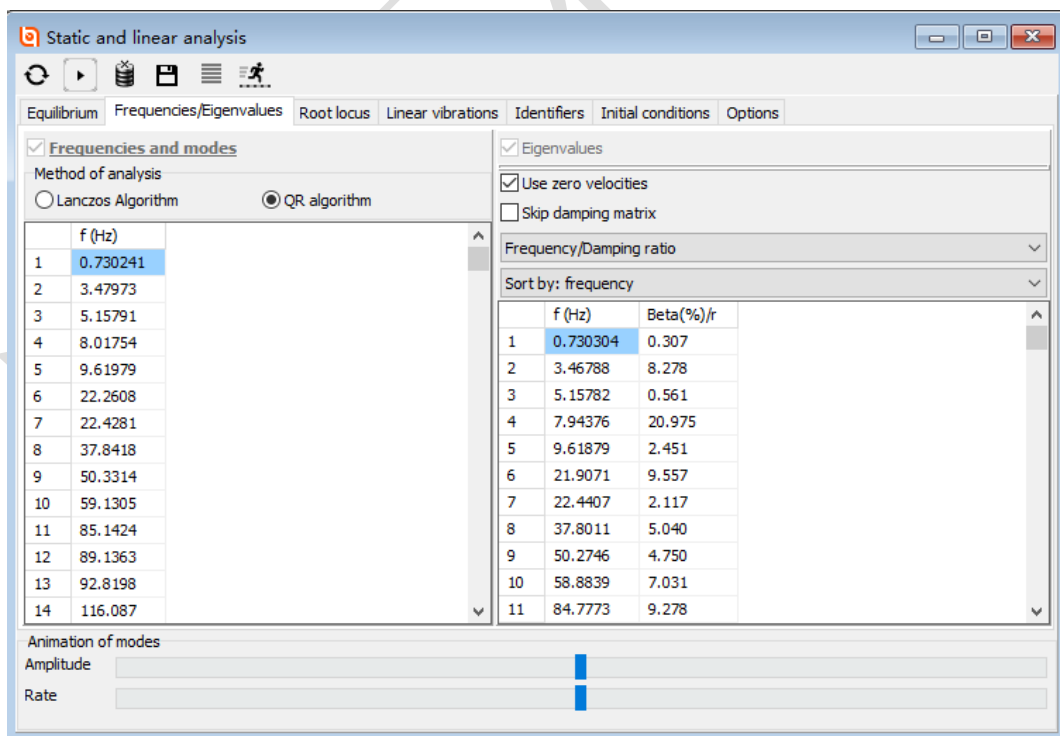 Static and linear analysis
Equilibrium Frequencies/Eigenvalues Root locus Linear vibrations Identifiers Initial conditions Options
Frequencies and modes
Method of analysis
Lanczos Algorithm QR algorithm
f (Hz)
1 0.730241
2 3.47973
3 5.15791
4 8.01754
5 9.61979
6 22.2608
7 22.4281
8 37.8418
9 50.3314
10 59.1305
11 85.1424
12 89.1363
13 92.8198
14 116.087
Eigenvalues
Use zero velocities
Skip damping matrix
Frequency/Damping ratio
Sort by: frequency
f (Hz) Beta(%)/r
1 0.730304 0.307
2 3.46788 8.278
3 5.15782 0.561
4 7.94376 20.975
5 9.61879 2.451
6 21.9071 9.557
7 22.4407 2.117
8 37.8011 5.040
9 50.2746 4.750
10 58.8839 7.031
11 84.7773 9.278
Animation of modes
Amplitude
Rate